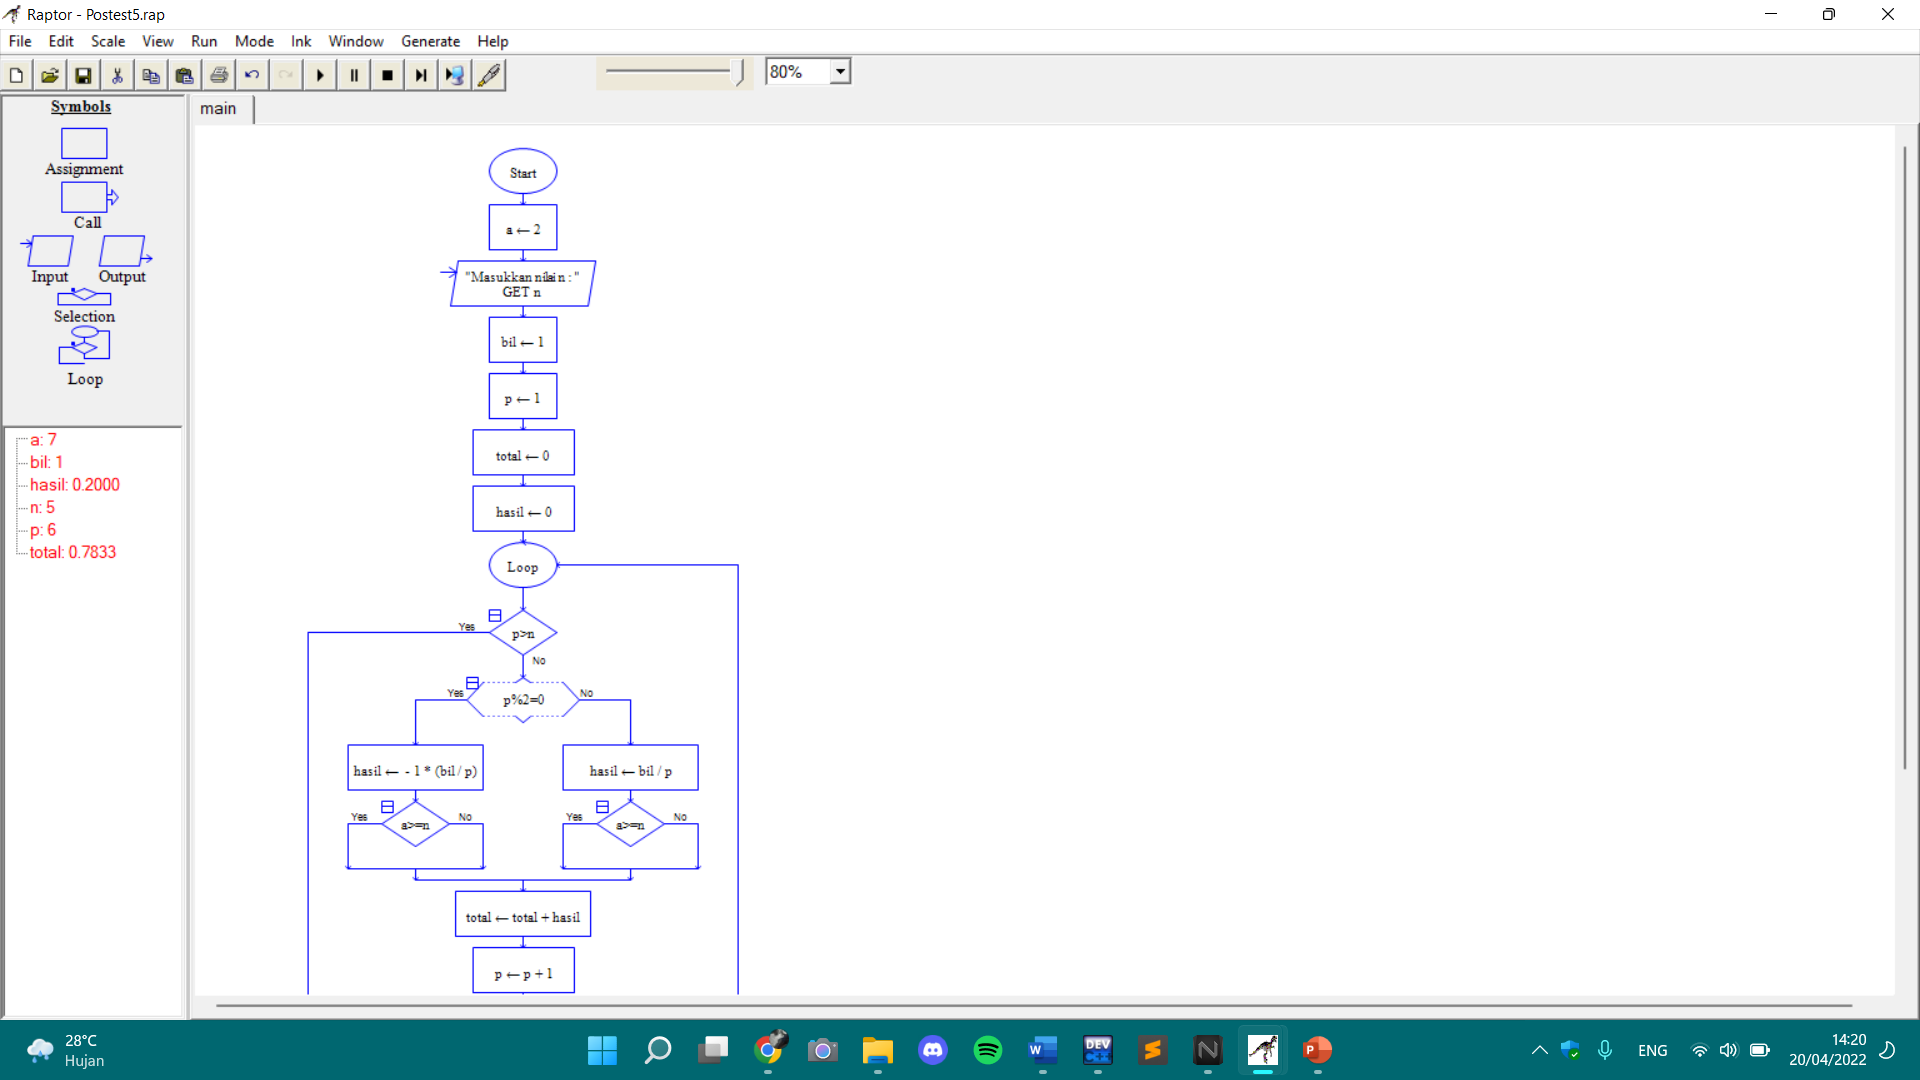 Raptor - Postest5.rap
File Edit Scale View Run Mode Ink Window Generate Help
80%
Symbols
Assignment
Call
Input Output
Selection
Loop
a: 7
bil: 1
hasil: 0.2000
n: 5
p: 6
total: 0.7833
main
Start
a ← 2
"Masukkan nilai n : "
GET n
bil ← 1
p ← 1
total ← 0
hasil ← 0
Loop
Yes p>n
No
Yes p%2=0 No
hasil ← - 1 * (bil / p) hasil ← bil / p
Yes a>=n No Yes a>=n No
total ← total + hasil
p ← p + 1
28°C
Hujan
W
DEV
C++
S
N
P
ENG
14:20
20/04/2022